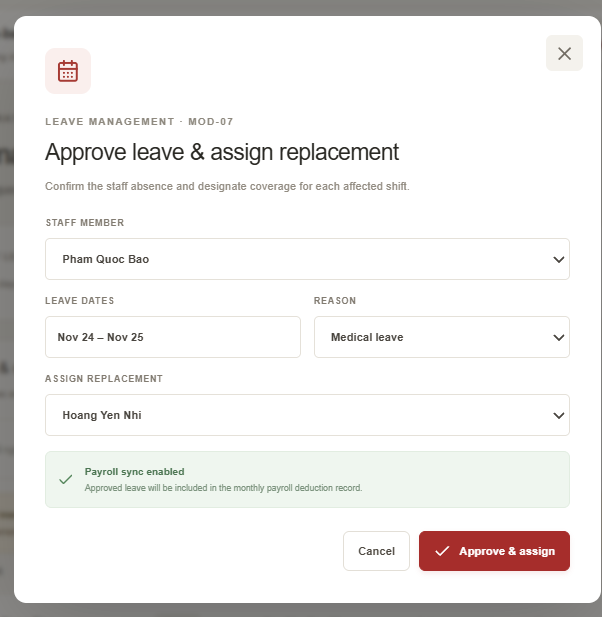 LEAVE MANAGEMENT · MOD-07
Approve leave & assign replacement
Confirm the staff absence and designate coverage for each affected shift.
STAFF MEMBER
Pham Quoc Bao
LEAVE DATES
REASON
Nov 24 – Nov 25
Medical leave
ASSIGN REPLACEMENT
Hoang Yen Nhi
Payroll sync enabled
Approved leave will be included in the monthly payroll deduction record.
Cancel
Approve & assign